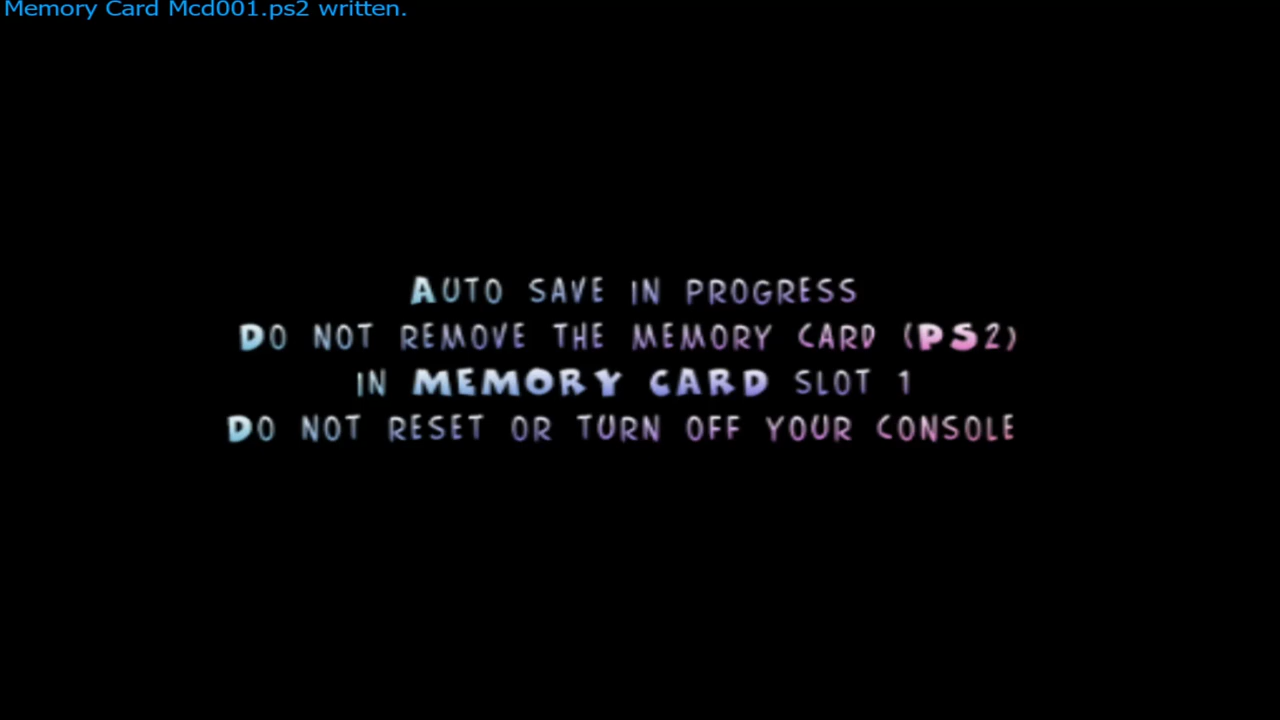 Memory Card Mcd001.ps2 written.
AUTO SAVE IN PROGRESS
DO NOT REMOVE THE MEMORY CARD (PS2)
IN MEMORY CARD SLOT 1
DO NOT RESET OR TURN OFF YOUR CONSOLE